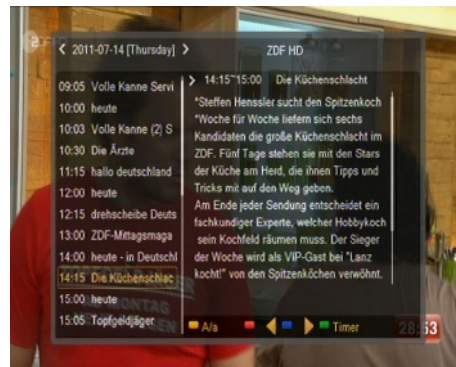 2011-07-14 [Thursday]
ZDF HD
09:05 Volle Kanne Servi
10:00 heute
10:03 Volle Kanne (2) S
10:30 Die Ärzte
11:15 hallo deutschland
12:00 heute
12:15 drehscheibe Deuts
13:00 ZDF-Mittagsmaga
14:00 heute - in Deutschl
14:15 Die Küchenschlac
15:00 heute
15:05 Topfgeldjäger
14:15~15:00 Die Küchenschlacht
"Steffen Henssler sucht den Spitzenkoch
"Woche für Woche liefern sich sechs
Kandidaten die große Küchenschlacht im
ZDF. Fünf Tage stehen sie mit den Stars
der Küche am Herd, die ihnen Tipps und
Tricks mit auf den Weg geben.
Am Ende jeder Sendung entscheidet ein
fachkundiger Experte, welcher Hobbykoch
sein Kochfeld räumen muss. Der Sieger
der Woche wird als VIP-Gast bei "Lanz
kocht!" von den Spitzenköchen verwöhnt.
A/a
Timer